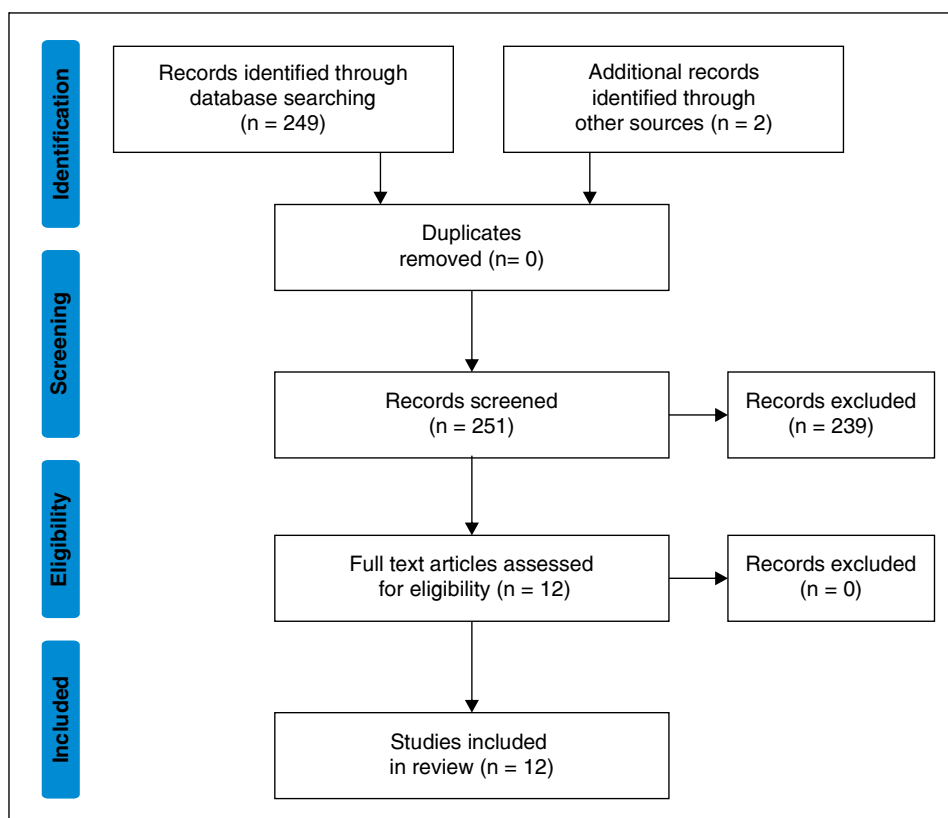 Identification
Records identified through
database searching
(n = 249)
Additional records
identified through
other sources (n = 2)
Duplicates
removed (n= 0)
Screening
Records screened
(n = 251)
Records excluded
(n = 239)
Eligibility
Full text articles assessed
for eligibility (n = 12)
Records excluded
(n = 0)
Included
Studies included
in review (n = 12)